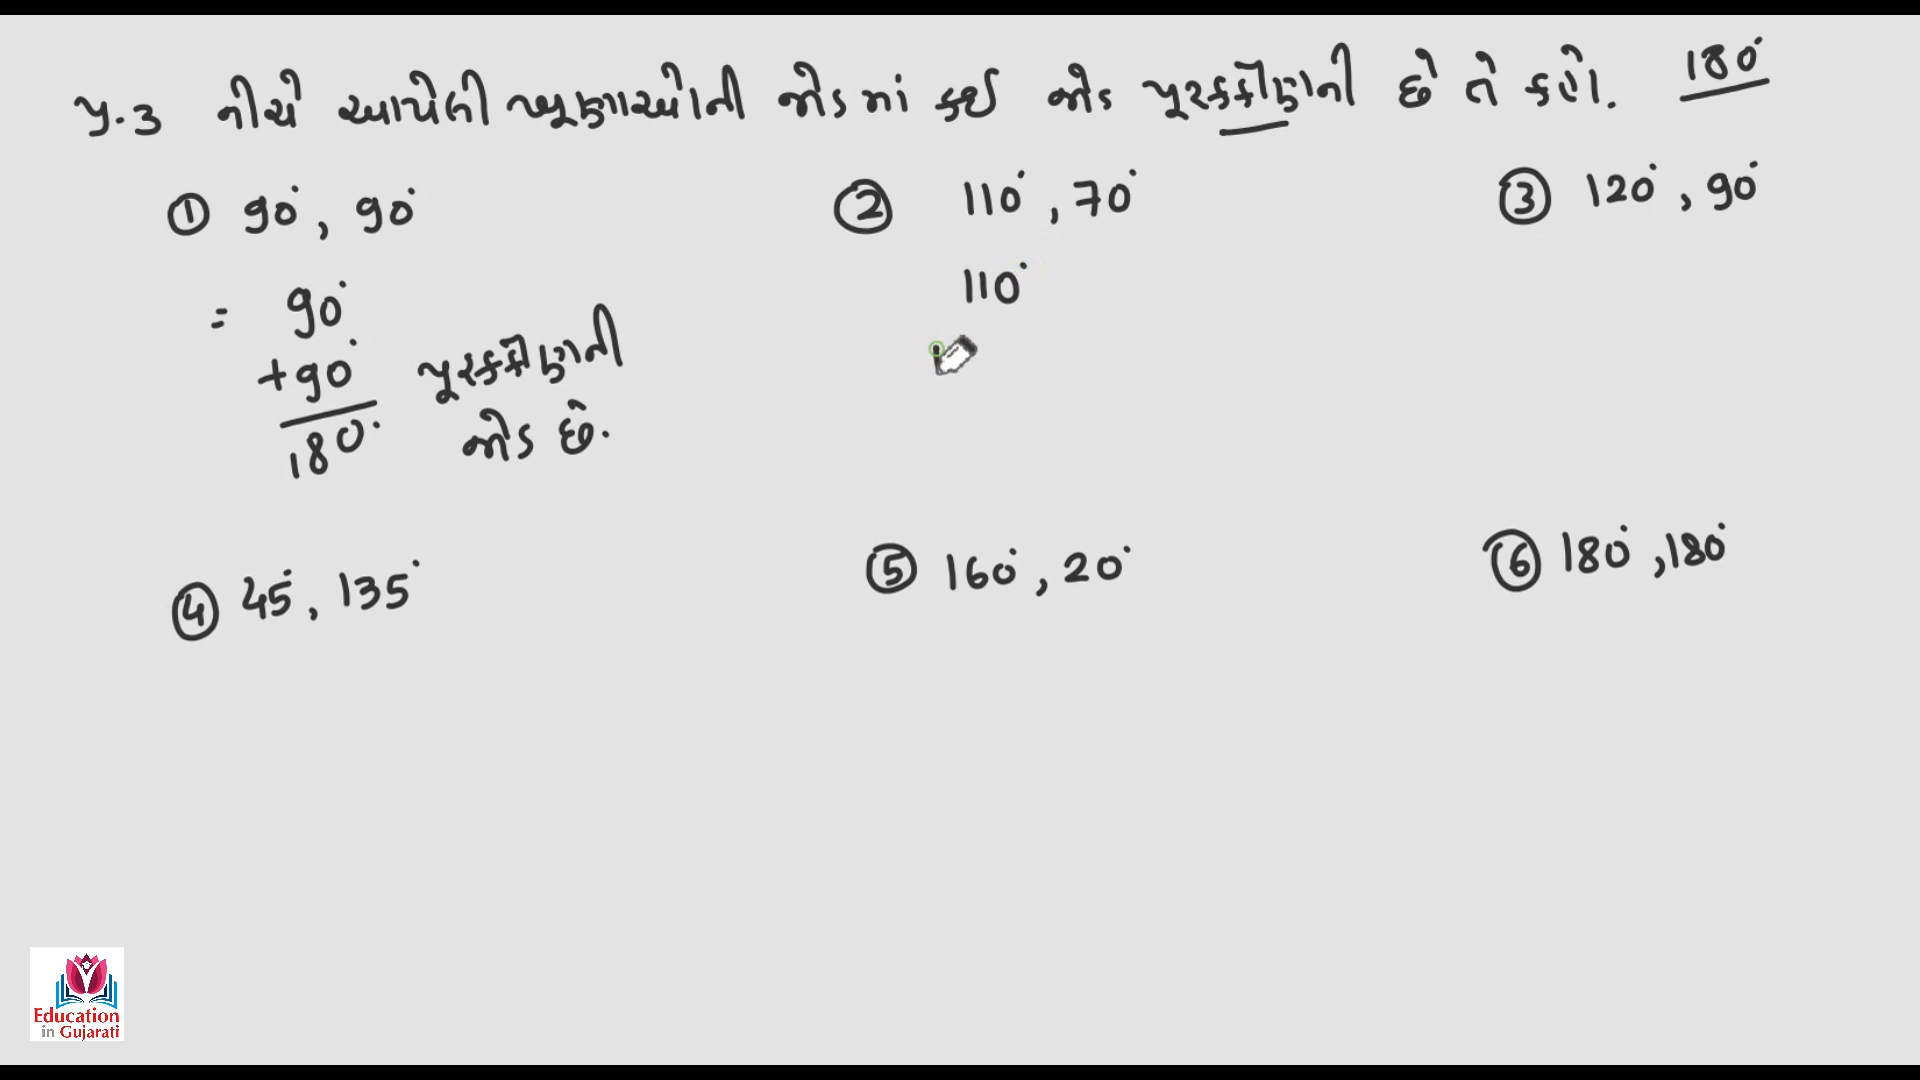 પ્ર.3 નીચે આપેલી ખૂણાઓની જોડ માં કઈ જોડ પૂરકકોણની છે તે કહો. 180°
① 90°, 90°
② 110°, 70°
③ 120°, 90°
= 90°
+90°
180°
પૂરકકોણની
જોડ છે.
110°
④ 45°, 135°
⑤ 160°, 20°
⑥ 180°, 180°
Education
in Gujarati